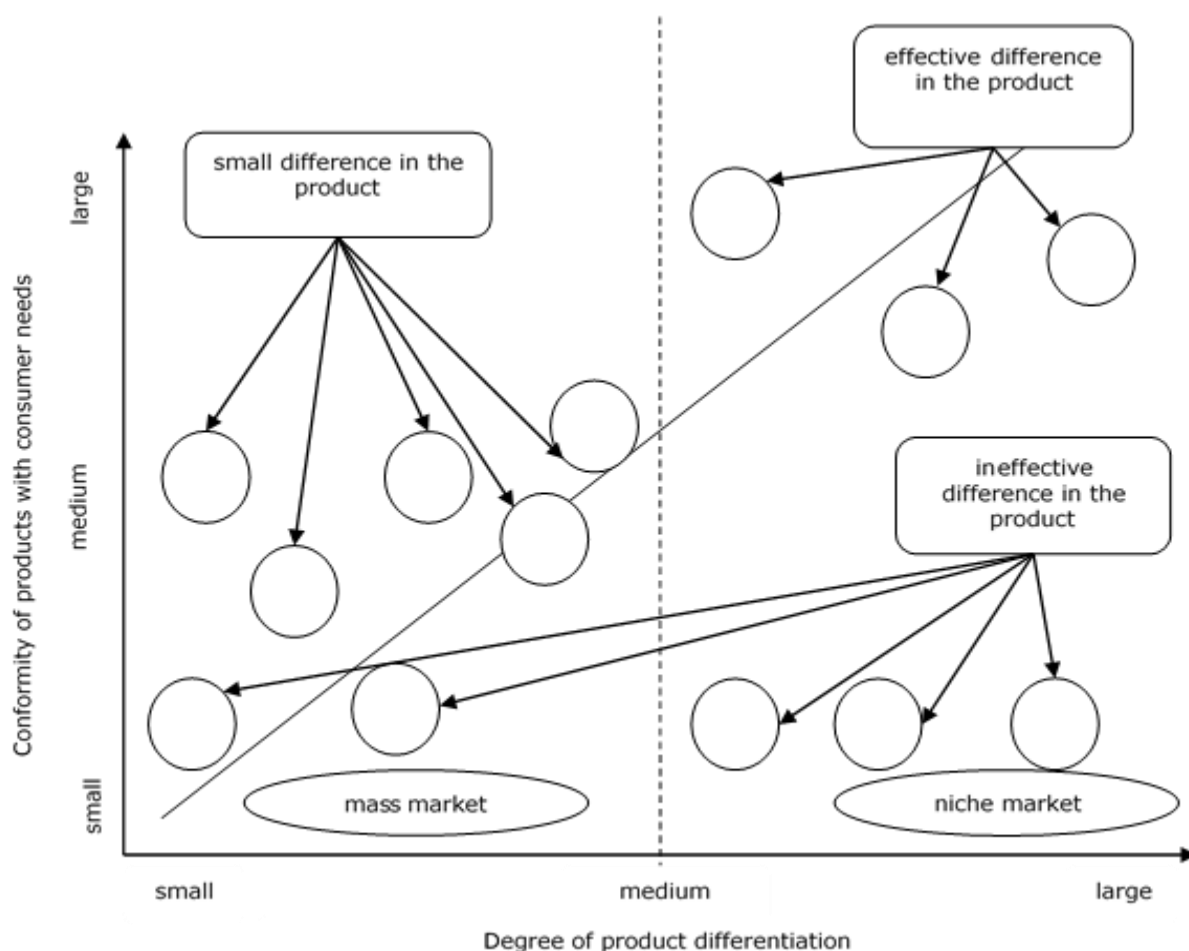 effective difference
in the product
small difference in the
product
large
Conformity of products with consumer needs
medium
ineffective
difference in the
product
small
mass market
niche market
small
medium
large
Degree of product differentiation